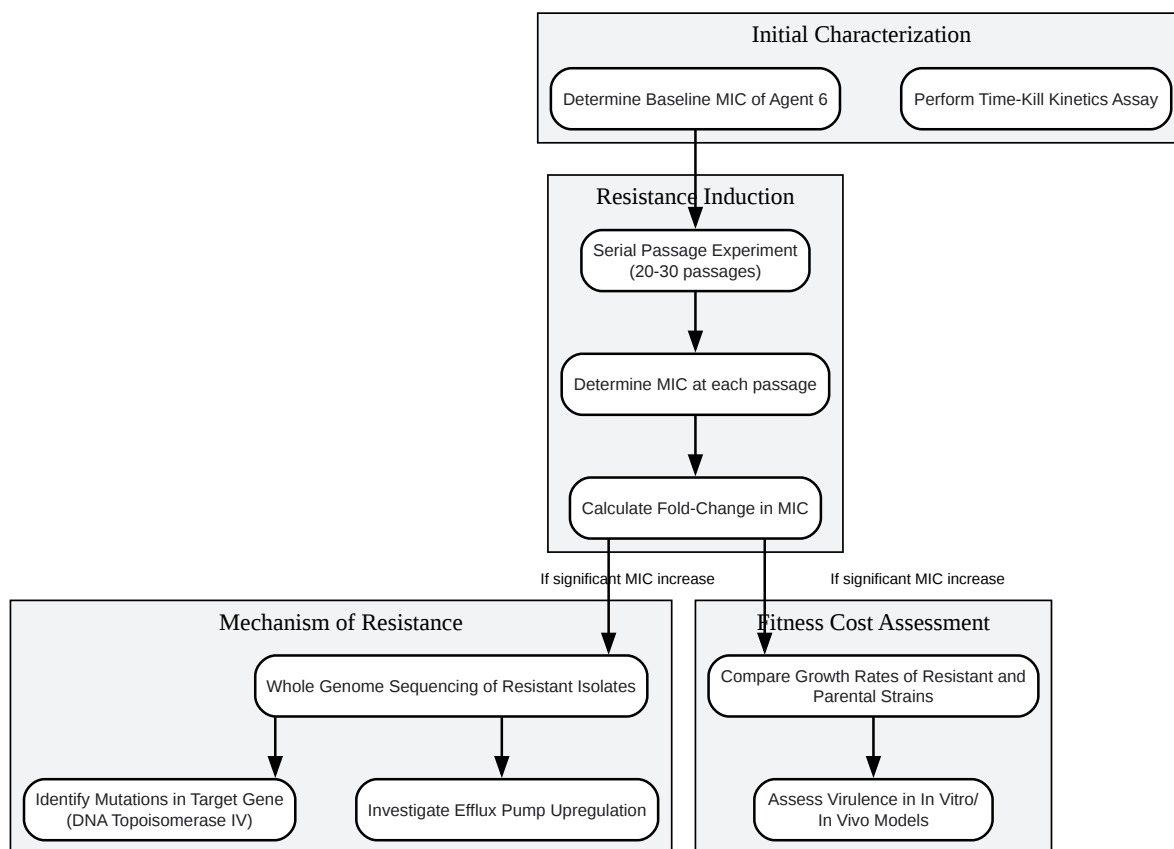 Initial Characterization
Determine Baseline MIC of Agent 6
Perform Time-Kill Kinetics Assay
Resistance Induction
Serial Passage Experiment
(20-30 passages)
Determine MIC at each passage
Calculate Fold-Change in MIC
If significant MIC increase
If significant MIC increase
Mechanism of Resistance
Whole Genome Sequencing of Resistant Isolates
Identify Mutations in Target Gene
(DNA Topoisomerase IV)
Investigate Efflux Pump Upregulation
Fitness Cost Assessment
Compare Growth Rates of Resistant and
Parental Strains
Assess Virulence in In Vitro/
In Vivo Models